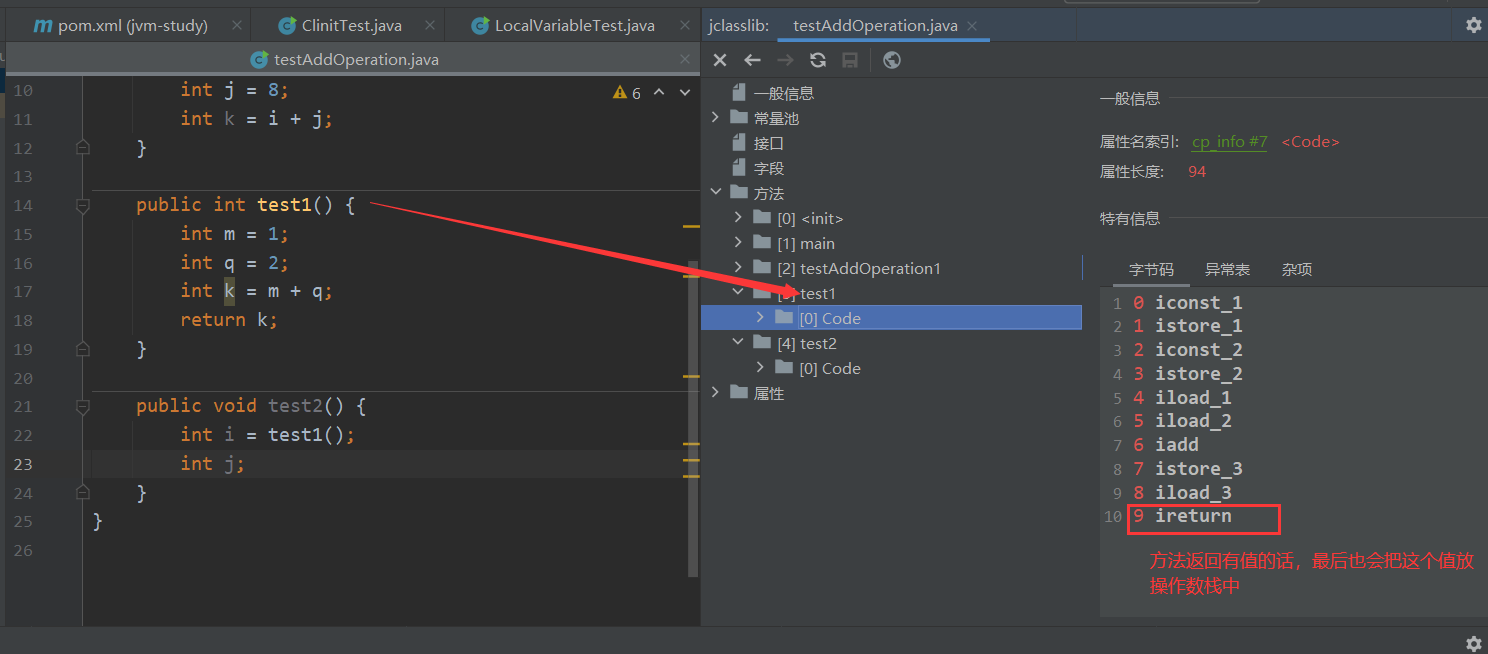 pom.xml (jvm-study)
ClinitTest.java
LocalVariableTest.java
jclasslib:
testAddOperation.java
testAddOperation.java
10 int j = 8;
6
11 int k = i + j;
12 }
13
14 public int test1() {
15 int m = 1;
16 int q = 2;
17 int k = m + q;
18 return k;
19 }
20
21 public void test2() {
22 int i = test1();
23 int j;
24 }
25 }
26
一般信息
常量池
接口
字段
方法
[0] <init>
[1] main
[2] testAddOperation1
test1
[0] Code
[4] test2
[0] Code
属性
一般信息
属性名索引: cp_info #7 <Code>
属性长度: 94
特有信息
字节码 异常表 杂项
1 0 iconst_1
2 1 istore_1
3 2 iconst_2
4 3 istore_2
5 4 iload_1
6 5 iload_2
7 6 iadd
8 7 istore_3
9 8 iload_3
10 9 ireturn
方法返回有值的话，最后也会把这个值放
操作数栈中